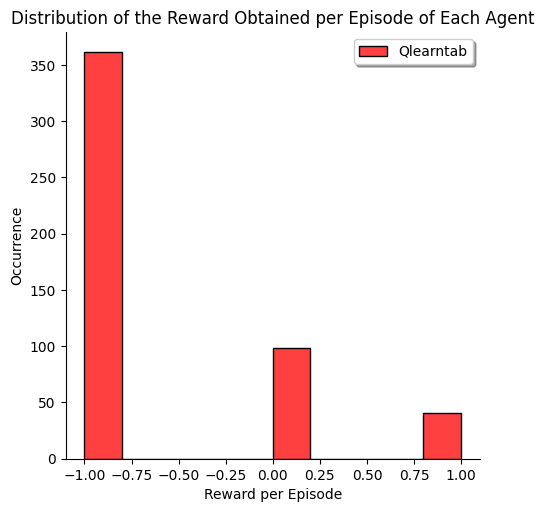 Distribution of the Reward Obtained per Episode of Each Agent
Qlearntab
350
300
250
200
150
100
50
0
Occurrence
−1.00 −0.75 −0.50 −0.25 0.00 0.25 0.50 0.75 1.00
Reward per Episode